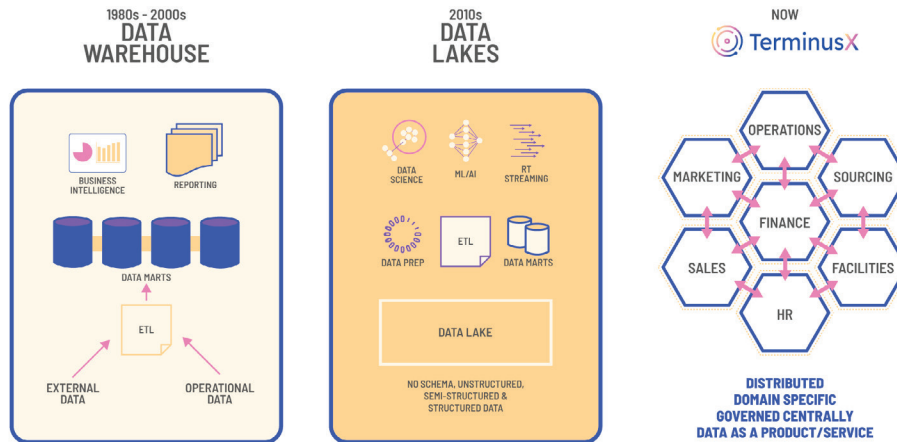 1980s - 2000s
DATA
WAREHOUSE
BUSINESS
INTELLIGENCE
REPORTING
DATA MARTS
ETL
EXTERNAL
DATA
OPERATIONAL
DATA
2010s
DATA
LAKES
DATA
SCIENCE
ML/AI
RT
STREAMING
DATA PREP
ETL
DATA MARTS
DATA LAKE
NO SCHEMA, UNSTRUCTURED,
SEMI-STRUCTURED &
STRUCTURED DATA
NOW
TerminusX
OPERATIONS
MARKETING
SOURCING
FINANCE
SALES
FACILITIES
HR
DISTRIBUTED
DOMAIN SPECIFIC
GOVERNED CENTRALLY
DATA AS A PRODUCT/SERVICE